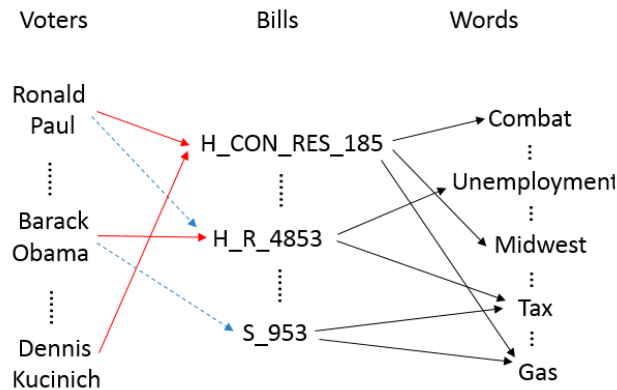 Voters Bills Words
Ronald
Paul
Barack
Obama
Dennis
Kucinich
H_CON_RES_185
H_R_4853
S_953
Combat
Unemployment
Midwest
Tax
Gas